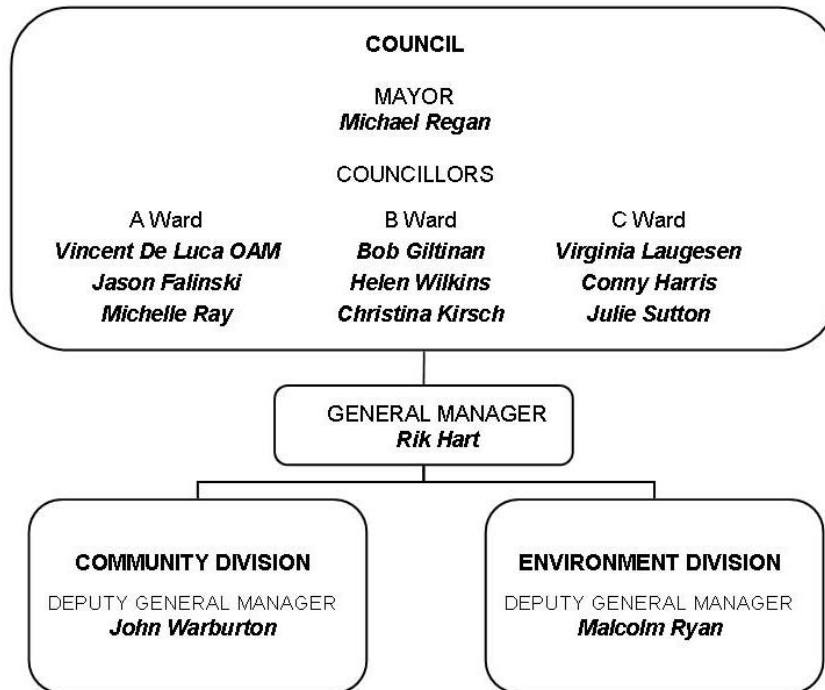 COUNCIL
MAYOR
Michael Regan
COUNCILLORS
A Ward
Vincent De Luca OAM
Jason Falinski
Michelle Ray
B Ward
Bob Giltinan
Helen Wilkins
Christina Kirsch
C Ward
Virginia Laugesen
Conny Harris
Julie Sutton
GENERAL MANAGER
Rik Hart
COMMUNITY DIVISION
DEPUTY GENERAL MANAGER
John Warburton
ENVIRONMENT DIVISION
DEPUTY GENERAL MANAGER
Malcolm Ryan